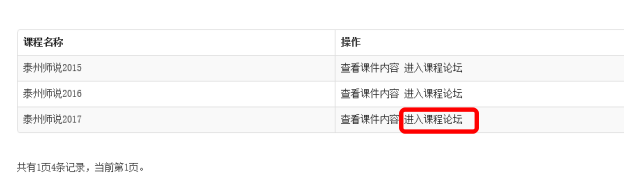 课程名称 操作
泰州师说2015 查看课件内容 进入课程论坛
泰州师说2016 查看课件内容 进入课程论坛
泰州师说2017 查看课件内容 进入课程论坛
共有1页4条记录，当前第1页。